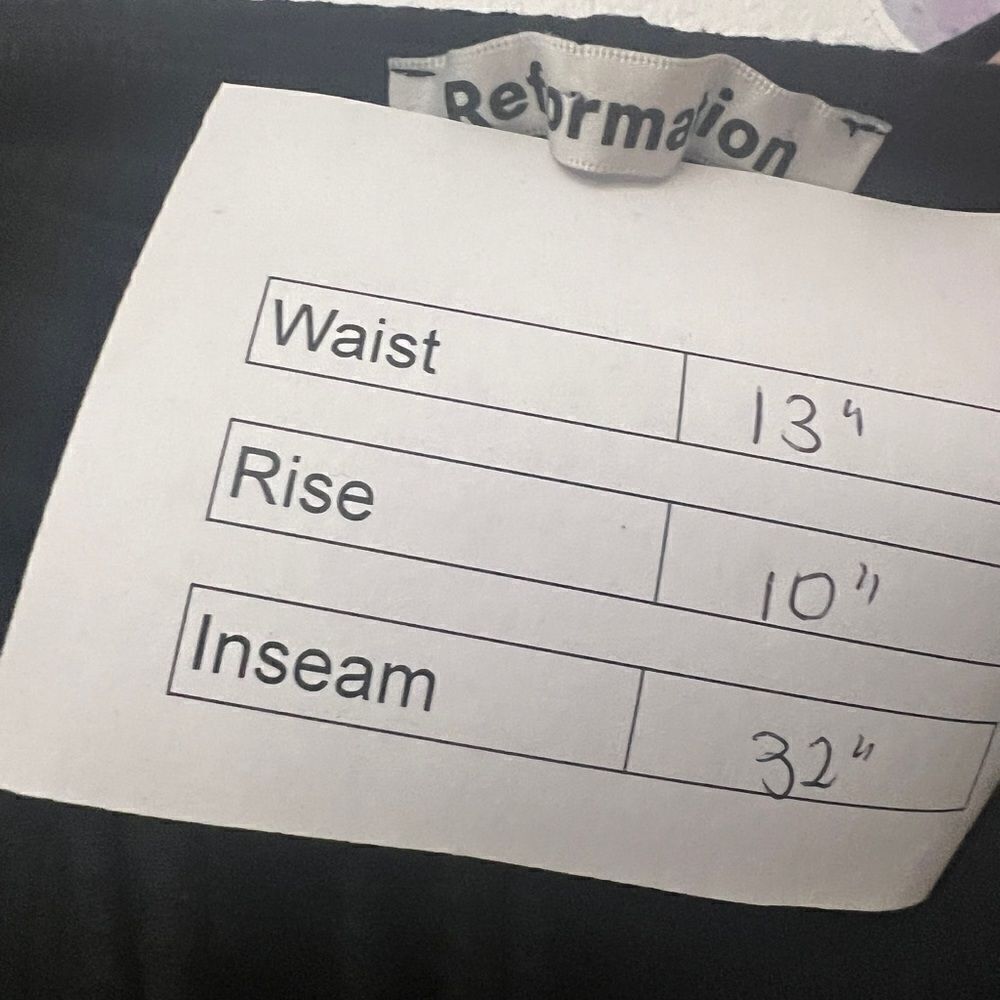 Reformation
Waist 13"
Rise 10"
Inseam 32"